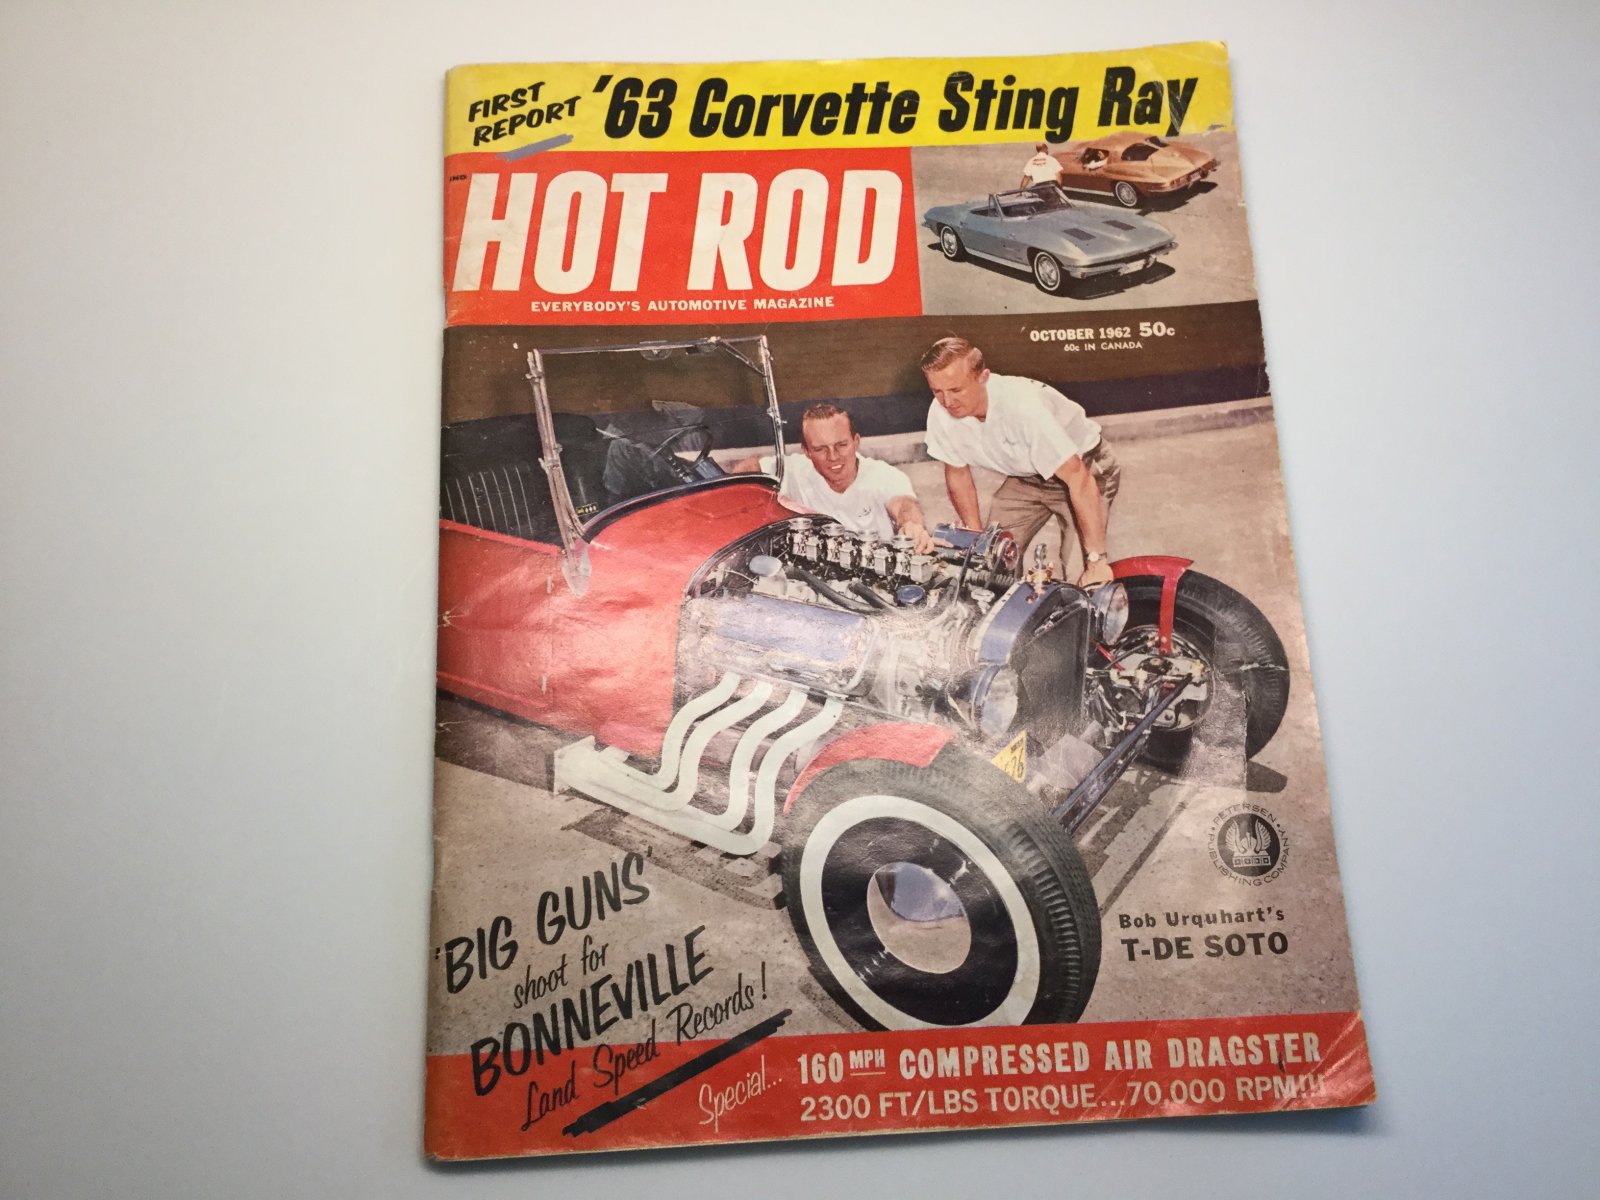 FIRST
REPORT
'63 Corvette Sting Ray
IND
HOT ROD
EVERYBODY'S AUTOMOTIVE MAGAZINE
OCTOBER 1962 50c
60c IN CANADA
PETERSEN
PUBLISHING COMPANY
Bob Urquhart's
T-DE SOTO
'BIG GUNS'
shoot for
BONNEVILLE
Land Speed Records!
Special... 160 MPH COMPRESSED AIR DRAGSTER
2300 FT/LBS TORQUE...70,000 RPM!!!